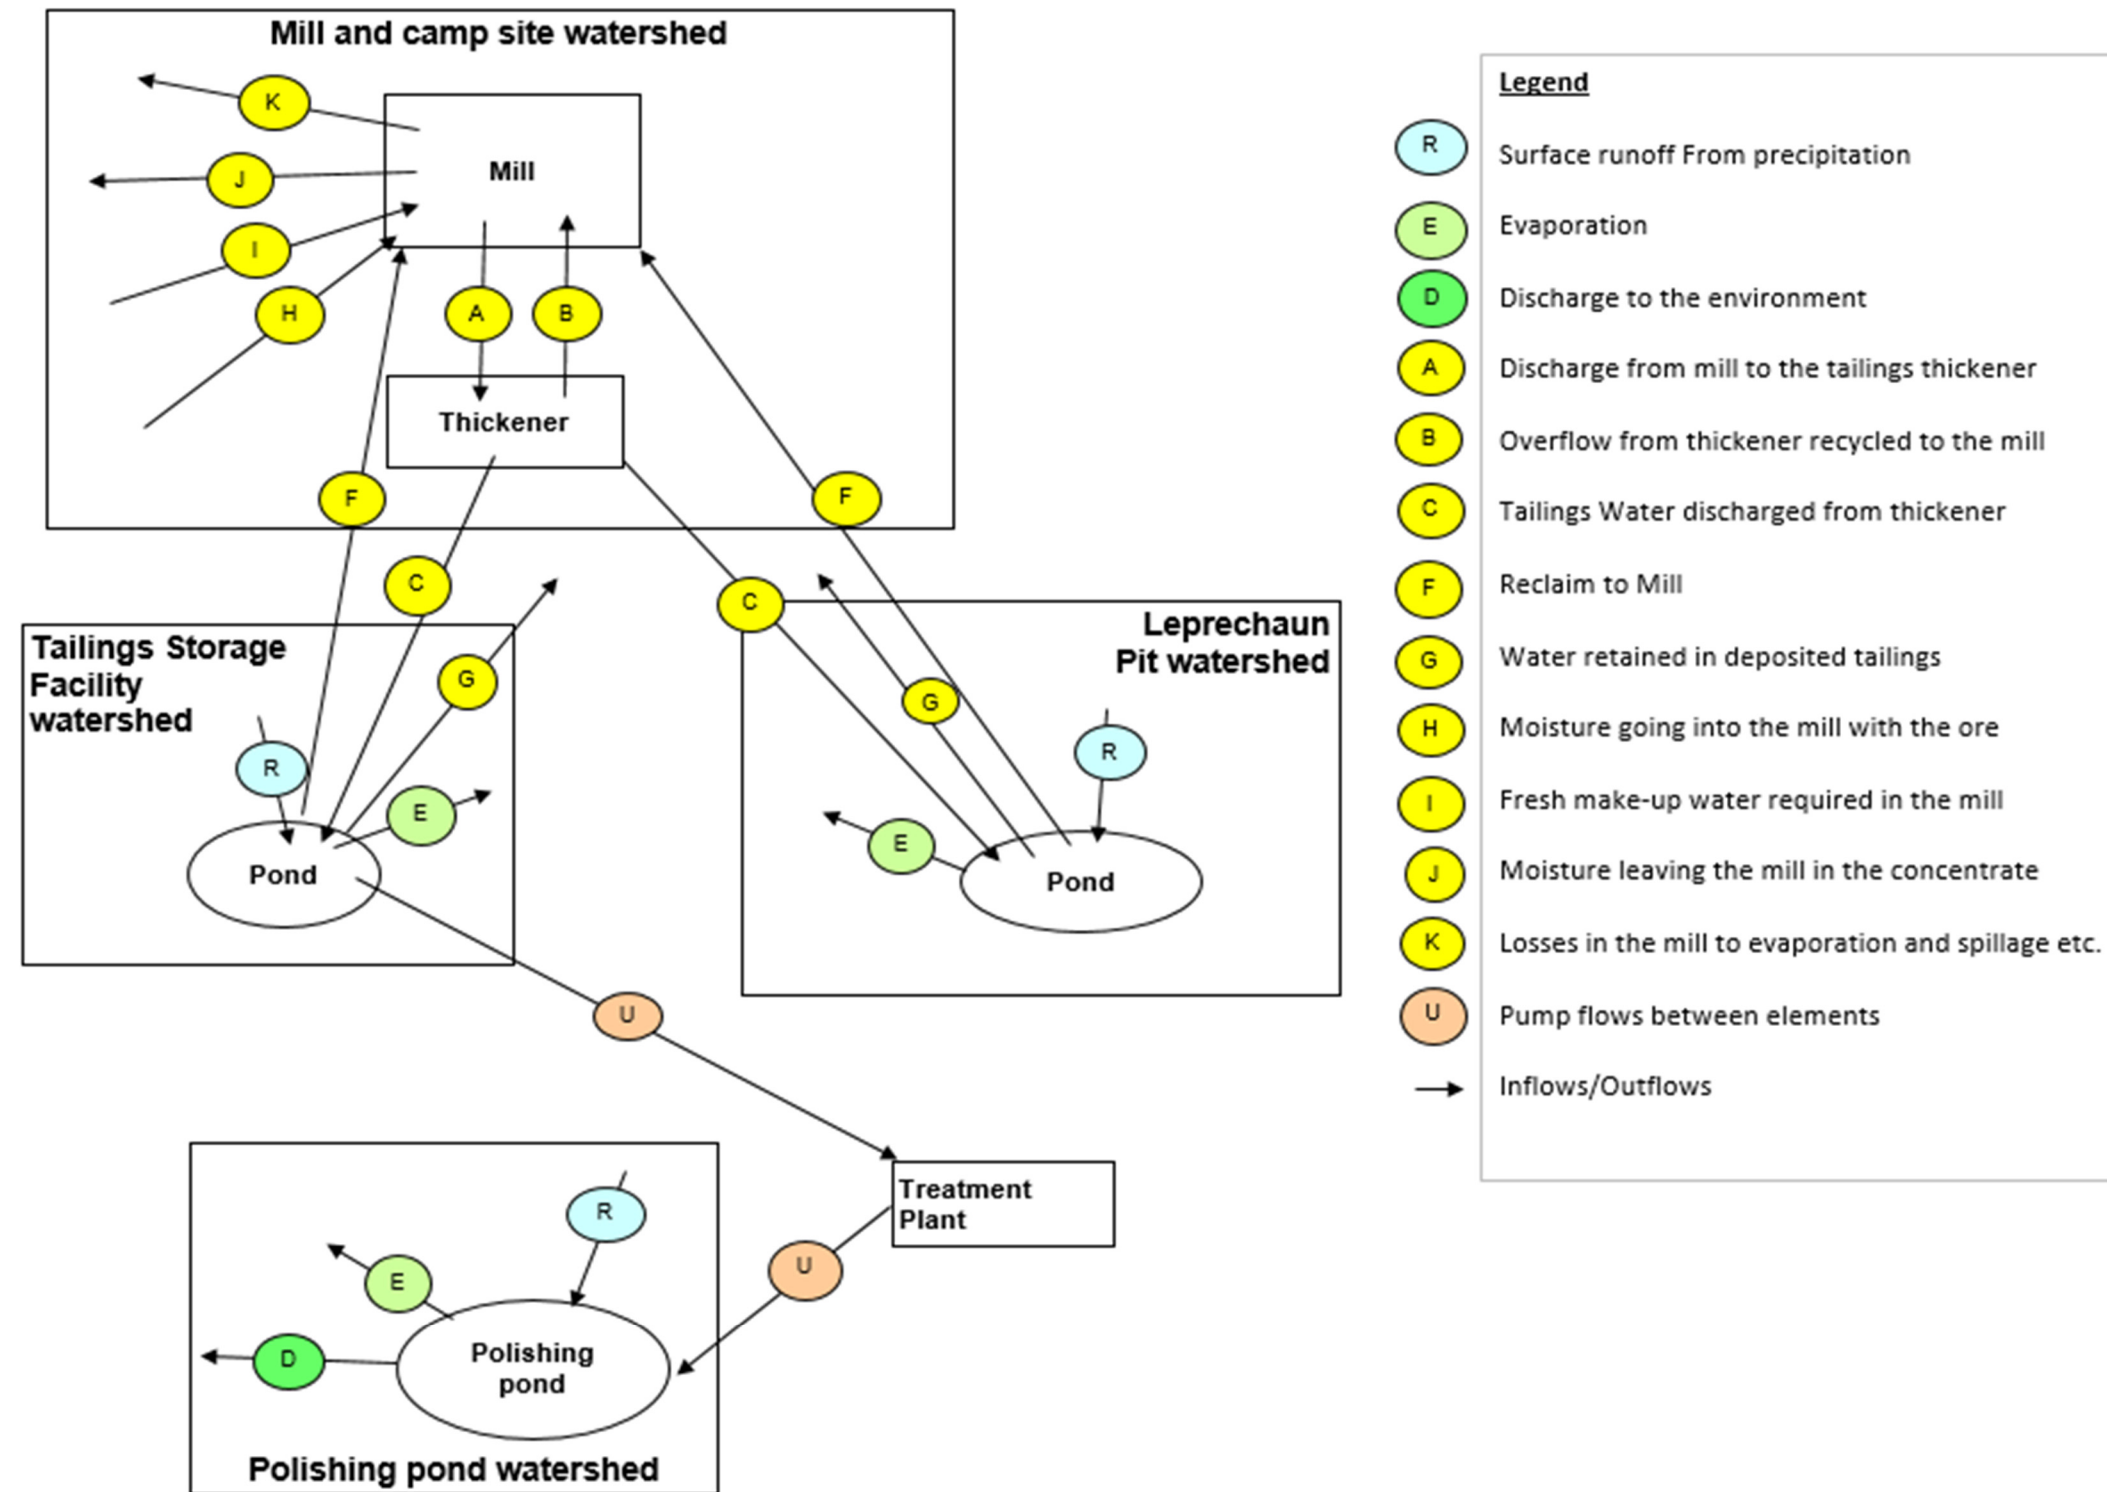 Mill and camp site watershed
K
J
Mill
I
H
A
B
Thickener
F
F
C
C
Tailings Storage
Facility
watershed
G
R
E
Pond
Leprechaun
Pit watershed
G
R
E
Pond
U
Treatment
Plant
U
R
E
D
Polishing
pond
Polishing pond watershed
Legend
R Surface runoff From precipitation
E Evaporation
D Discharge to the environment
A Discharge from mill to the tailings thickener
B Overflow from thickener recycled to the mill
C Tailings Water discharged from thickener
F Reclaim to Mill
G Water retained in deposited tailings
H Moisture going into the mill with the ore
I Fresh make-up water required in the mill
J Moisture leaving the mill in the concentrate
K Losses in the mill to evaporation and spillage etc.
U Pump flows between elements
Inflows/Outflows